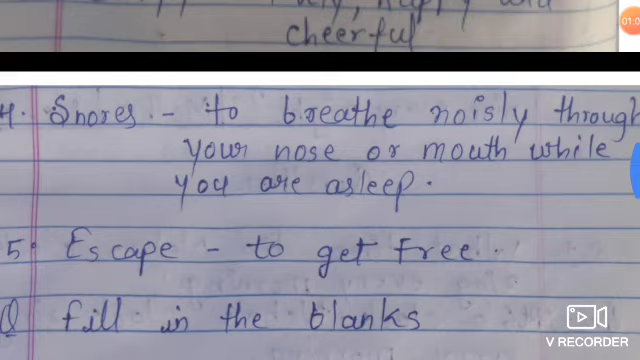 cheerful
4. Snores - to breathe noisly through
your nose or mouth while
you are asleep.
5. Escape - to get free.
Q fill in the blanks
V RECORDER